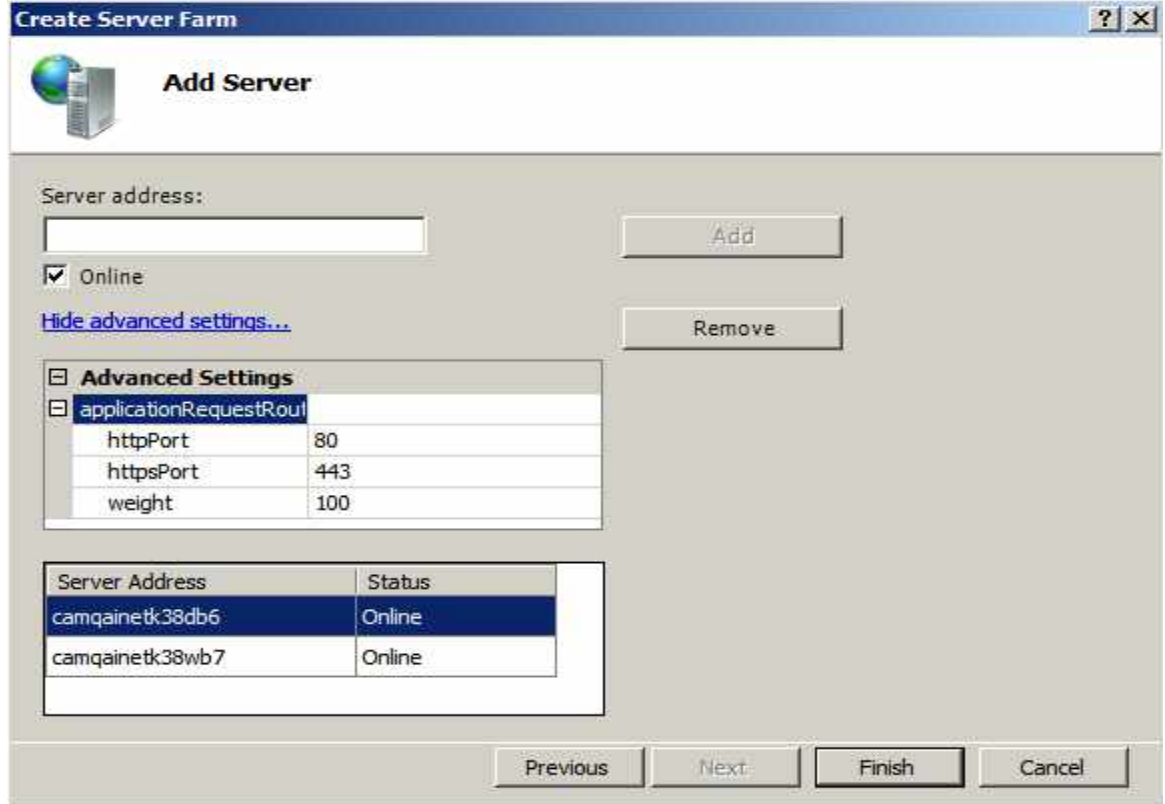 Create Server Farm
Add Server
Server address:
Add
Online
Hide advanced settings...
Remove
Advanced Settings
applicationRequestRout
httpPort 80
httpsPort 443
weight 100
Server Address Status
camqainetk38db6 Online
camqainetk38wb7 Online
Previous Next Finish Cancel